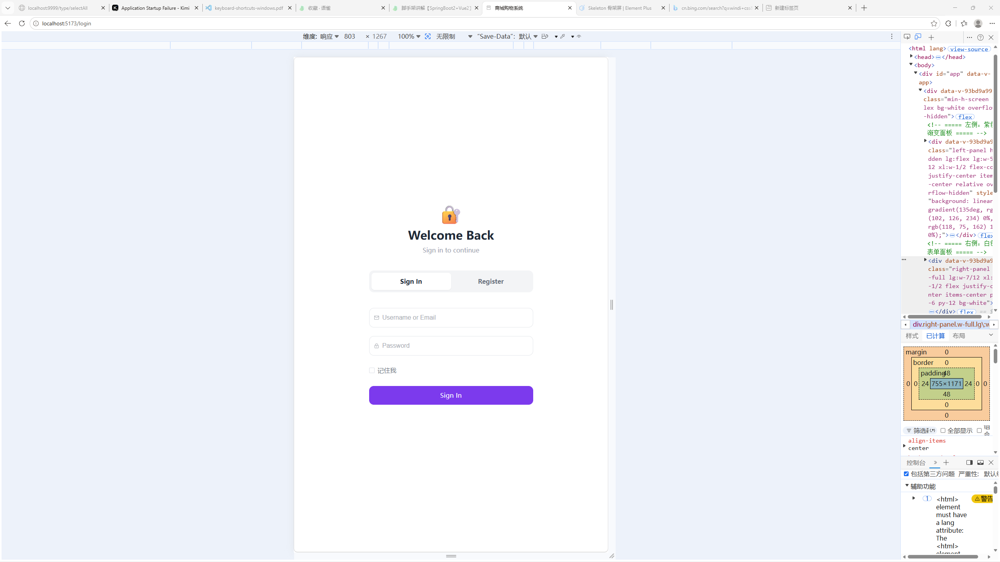 localhost:9999/type/selectAll
Application Startup Failure - Kimi
keyboard-shortcuts-windows.pdf
收藏 · 语雀
脚手架讲解【SpringBoot2+Vue2】
商城购物系统
Skeleton 骨架屏 | Element Plus
cn.bing.com/search?q=windi+css&
新建标签页
localhost:5173/login
维度: 响应 803 × 1267 100% 无限制 “Save-Data”: 默认
<html lang> view-source
<head> ⋯ </head>
<body>
<div id="app" data-v-
app>
<div data-v-93bd9a99
class="min-h-screen
lex bg-white overflo
-hidden"> flex
<!-- ===== 左侧: 紫色
渐变面板 ===== -->
<div data-v-93bd9a9
class="left-panel h
dden lg:flex lg:w-5
12 xl:w-1/2 flex-co
justify-center item
-center relative ov
rflow-hidden" style
"background: linear
gradient(135deg, rg
(102, 126, 234) 0%,
rgb(118, 75, 162) 1
0%);"> ⋯ </div> flex
<!-- ===== 右侧: 白色
表单面板 ===== -->
<div data-v-93bd9a9
class="right-panel
-full lg:w-7/12 xl:
-1/2 flex justify-c
nter items-center p
-6 py-12 bg-white">
⋯ </div> flex == $
div.right-panel.w-full.lg\:w
样式 已计算 布局
margin 0
border 0
padding 48
0 0 24 755×1171 24 0 0
48
0
0
筛选器 (.*) 全部显示 组合
align-items
center
控制台
包括第三方问题 严重性: 默认级
辅助功能
1 <html> 警告
element
must have
a lang
attribute:
The
<html>
element
🔐
Welcome Back
Sign in to continue
Sign In Register
Username or Email
Password
记住我
Sign In